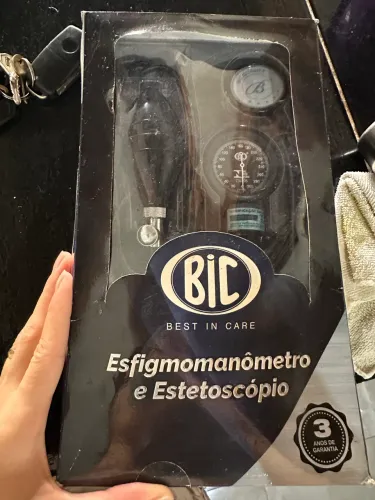 B
BIC
BEST IN CARE
Esfigmomanômetro
e Estetoscópio
3
ANOS DE
GARANTIA